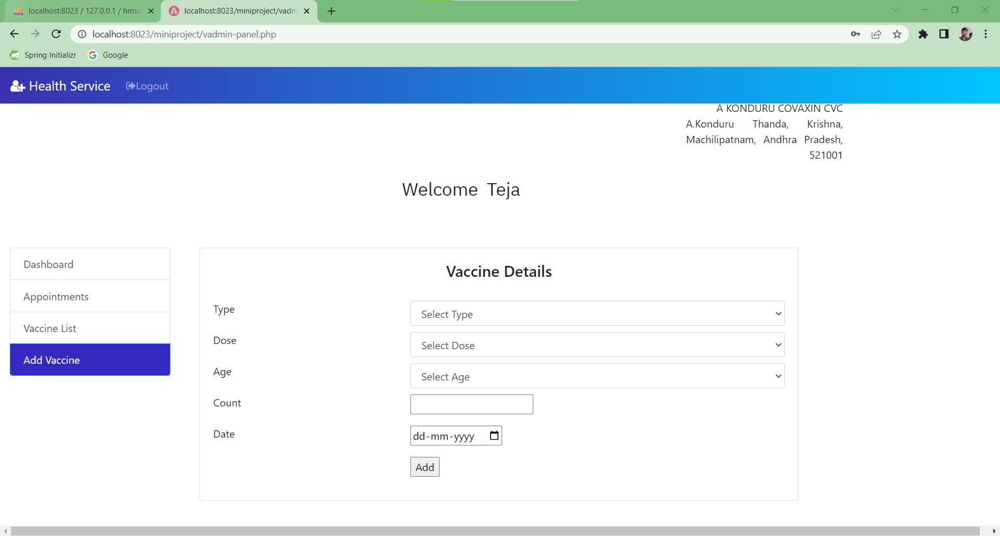 PMA localhost:8023 / 127.0.0.1 / hmsd
localhost:8023/miniproject/vadm
localhost:8023/miniproject/vadmin-panel.php
Spring Initializr Google
Health Service Logout
A KONDURU COVAXIN CVC
A.Konduru Thanda, Krishna,
Machilipatnam, Andhra Pradesh,
521001
Welcome Teja
Dashboard
Appointments
Vaccine List
Add Vaccine
Vaccine Details
Type Select Type
Dose Select Dose
Age Select Age
Count
Date dd-mm-yyyy
Add